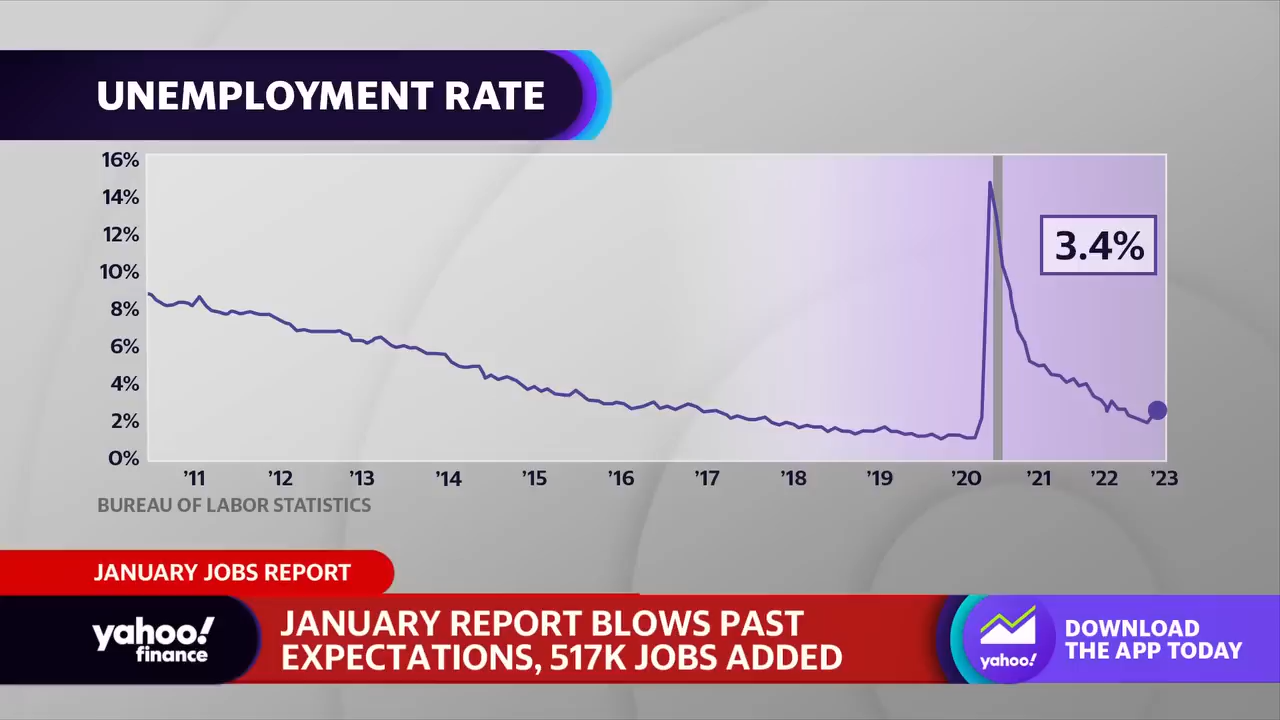 UNEMPLOYMENT RATE
16%
14%
12%
10%
8%
6%
4%
2%
0%
3.4%
’11 ’12 ’13 ’14 ’15 ’16 ’17 ’18 ’19 ’20 ’21 ’22 ’23
BUREAU OF LABOR STATISTICS
JANUARY JOBS REPORT
yahoo!
finance
JANUARY REPORT BLOWS PAST
EXPECTATIONS, 517K JOBS ADDED
yahoo!
DOWNLOAD
THE APP TODAY